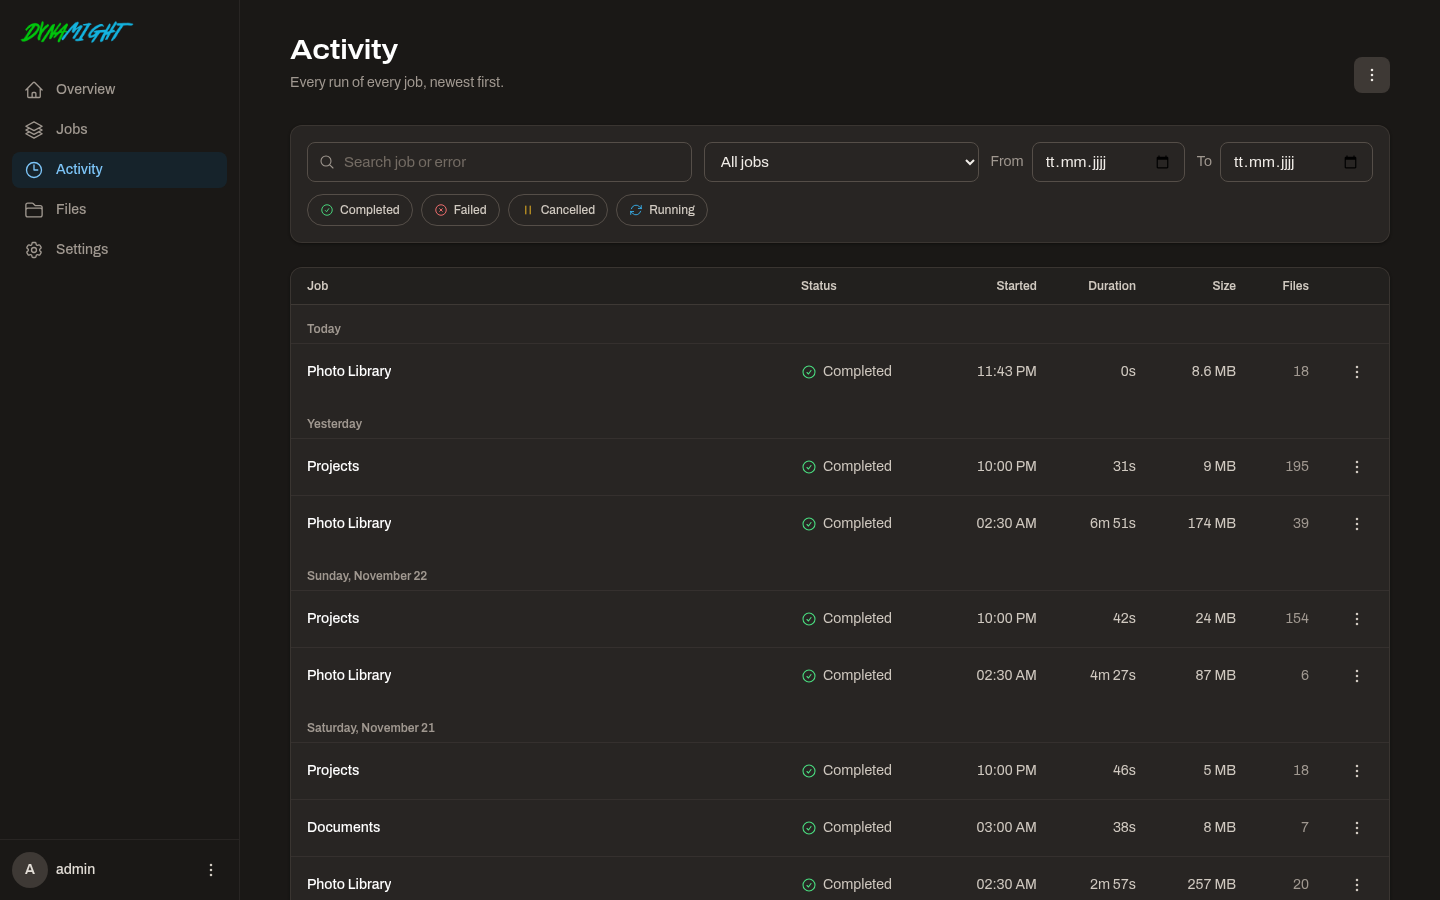 DYNAMIGHT
Overview
Jobs
Activity
Files
Settings
A admin
Activity
Every run of every job, newest first.
Search job or error All jobs From tt.mm.jjjj To tt.mm.jjjj
Completed Failed Cancelled Running
Job Status Started Duration Size Files
Today
Photo Library Completed 11:43 PM 0s 8.6 MB 18
Yesterday
Projects Completed 10:00 PM 31s 9 MB 195
Photo Library Completed 02:30 AM 6m 51s 174 MB 39
Sunday, November 22
Projects Completed 10:00 PM 42s 24 MB 154
Photo Library Completed 02:30 AM 4m 27s 87 MB 6
Saturday, November 21
Projects Completed 10:00 PM 46s 5 MB 18
Documents Completed 03:00 AM 38s 8 MB 7
Photo Library Completed 02:30 AM 2m 57s 257 MB 20